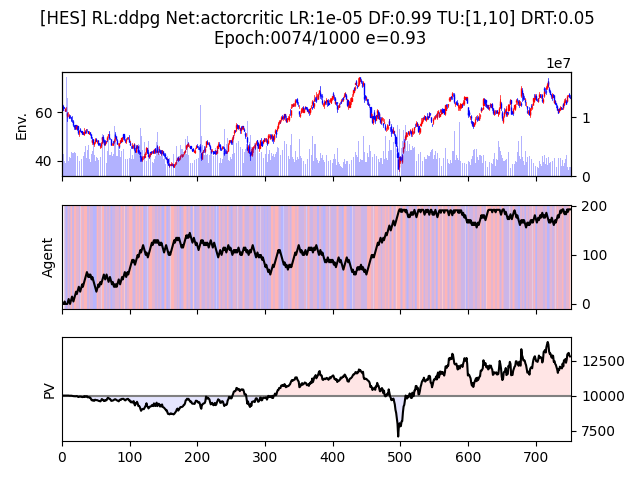 [HES] RL:ddpg Net:actorcritic LR:1e-05 DF:0.99 TU:[1,10] DRT:0.05
Epoch:0074/1000 e=0.93
1e7
60
40
Env.
1
0
Agent
200
100
0
PV
12500
10000
7500
0 100 200 300 400 500 600 700